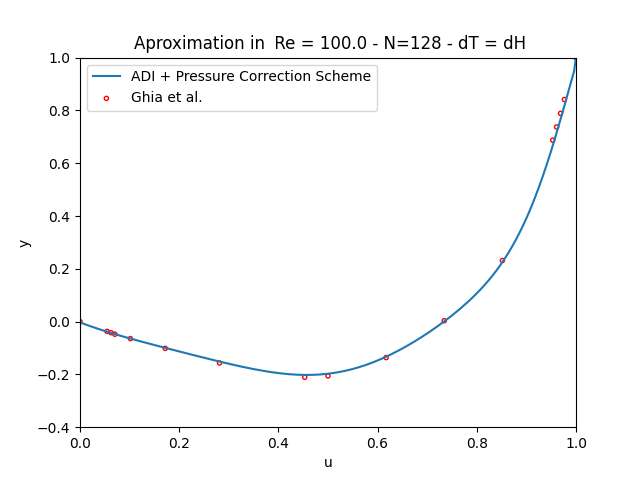 Aproximation in  Re = 100.0 - N=128 - dT = dH
1.0
ADI + Pressure Correction Scheme
Ghia et al.
0.8
0.6
0.4
y
0.2
0.0
−0.2
−0.4
0.0 0.2 0.4 0.6 0.8 1.0
u